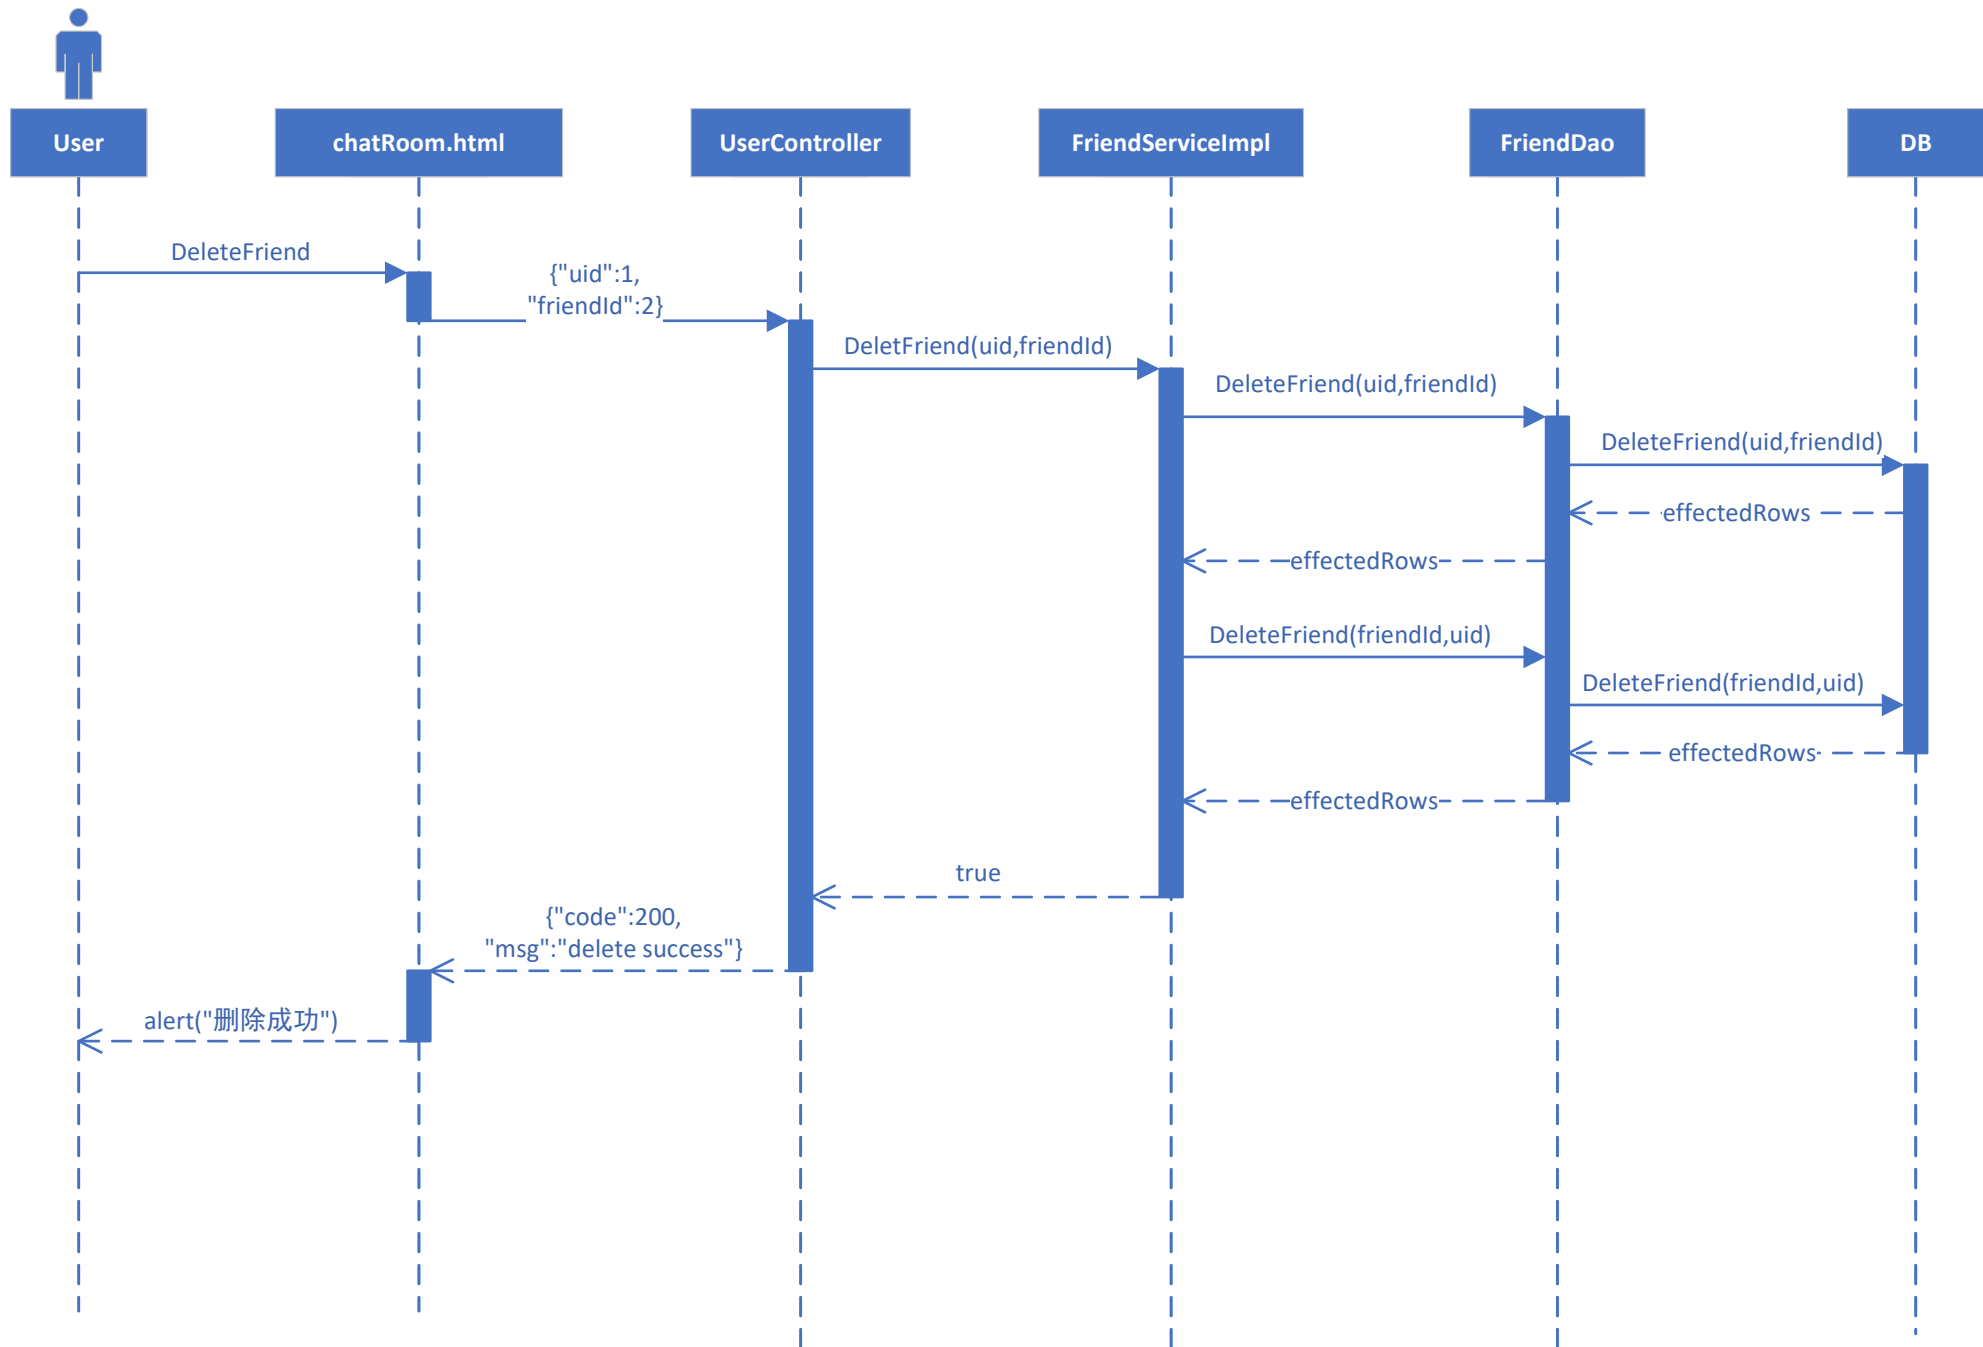 User
chatRoom.html
UserController
FriendServiceImpl
FriendDao
DB
DeleteFriend
{"uid":1,
"friendId":2}
DeletFriend(uid,friendId)
DeleteFriend(uid,friendId)
DeleteFriend(uid,friendId)
effectedRows
effectedRows
DeleteFriend(friendId,uid)
DeleteFriend(friendId,uid)
effectedRows
effectedRows
true
{"code":200,
"msg":"delete success"}
alert("删除成功")